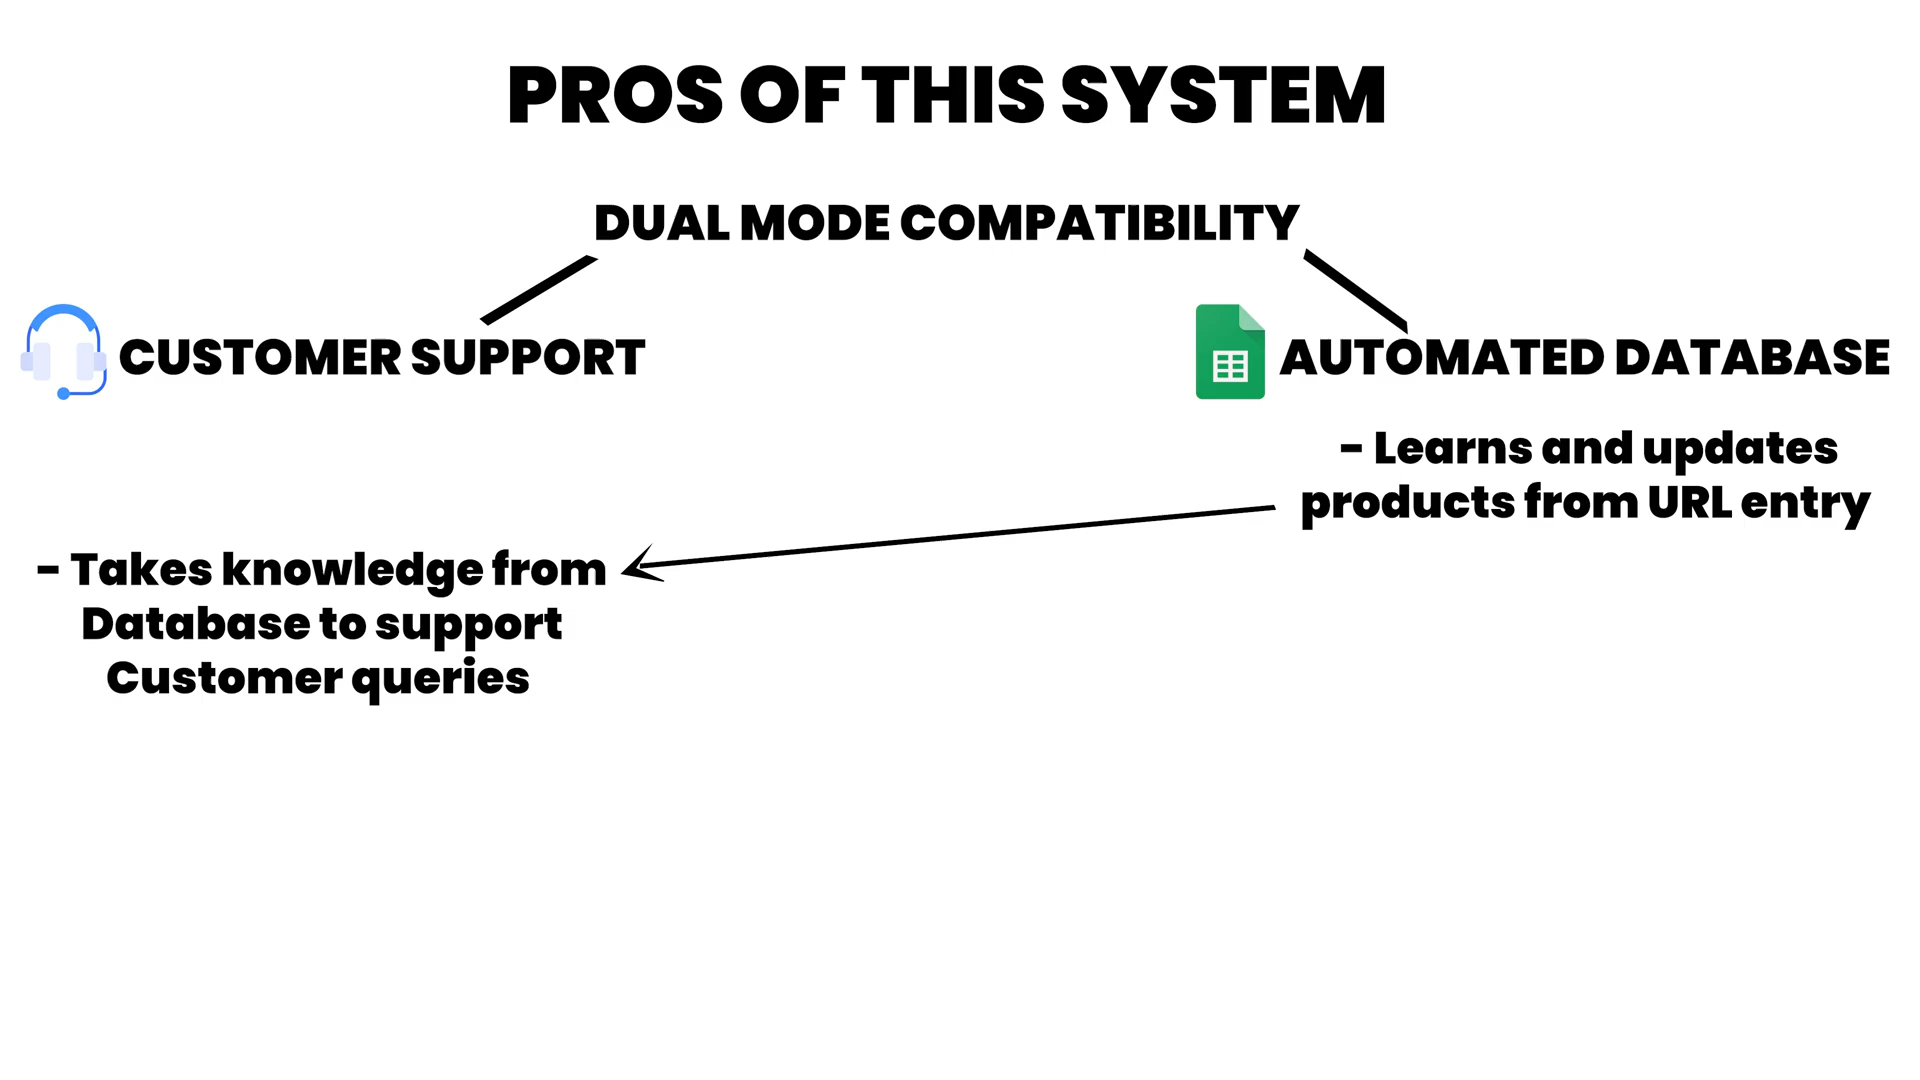 PROS OF THIS SYSTEM
DUAL MODE COMPATIBILITY
CUSTOMER SUPPORT
AUTOMATED DATABASE
- Learns and updates
products from URL entry
- Takes knowledge from
Database to support
Customer queries